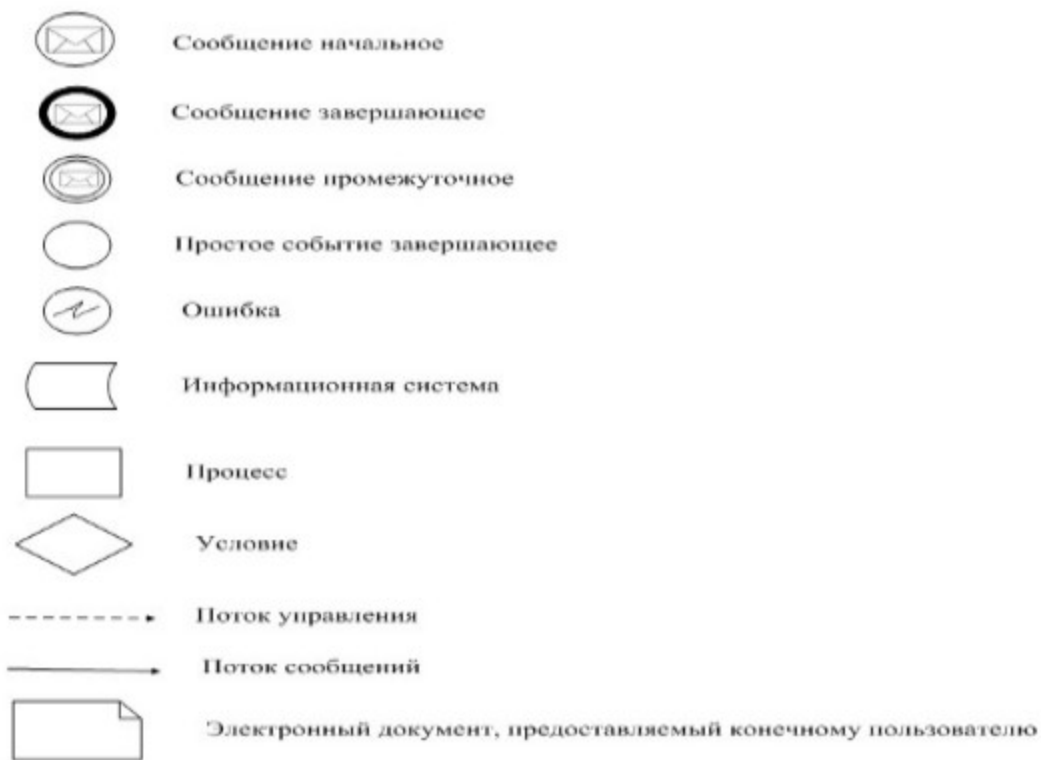 Сообщение начальное
Сообщение завершающее
Сообщение промежуточное
Простое событие завершающее
Ошибка
Информационная система
Процесс
Условие
Поток управления
Поток сообщений
Электронный документ, предоставляемый конечному пользователю